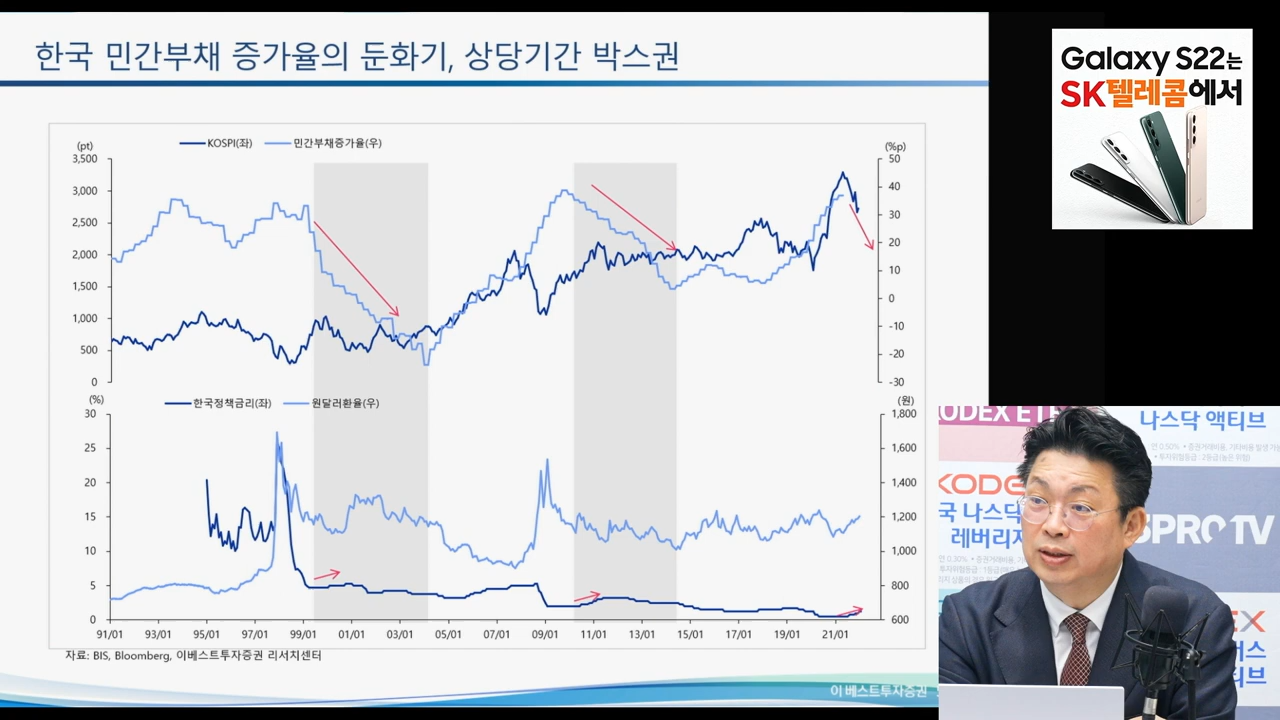 한국 민간부채 증가율의 둔화기, 상당기간 박스권
Galaxy S22는
SK텔레콤에서
(pt)
KOSPI(좌)
민간부채증가율(우)
(%p)
3,500
3,000
2,500
2,000
1,500
1,000
500
0
50
40
30
20
10
0
-10
-20
-30
(%)
한국정책금리(좌)
원달러환율(우)
(원)
30
25
20
15
10
5
0
1,800
1,600
1,400
1,200
1,000
800
600
91/01 93/01 95/01 97/01 99/01 01/01 03/01 05/01 07/01 09/01 11/01 13/01 15/01 17/01 19/01 21/01
자료: BIS, Bloomberg, 이베스트투자증권 리서치센터
이베스트투자증권
나스닥 액티브
국 나스닥
레버리지